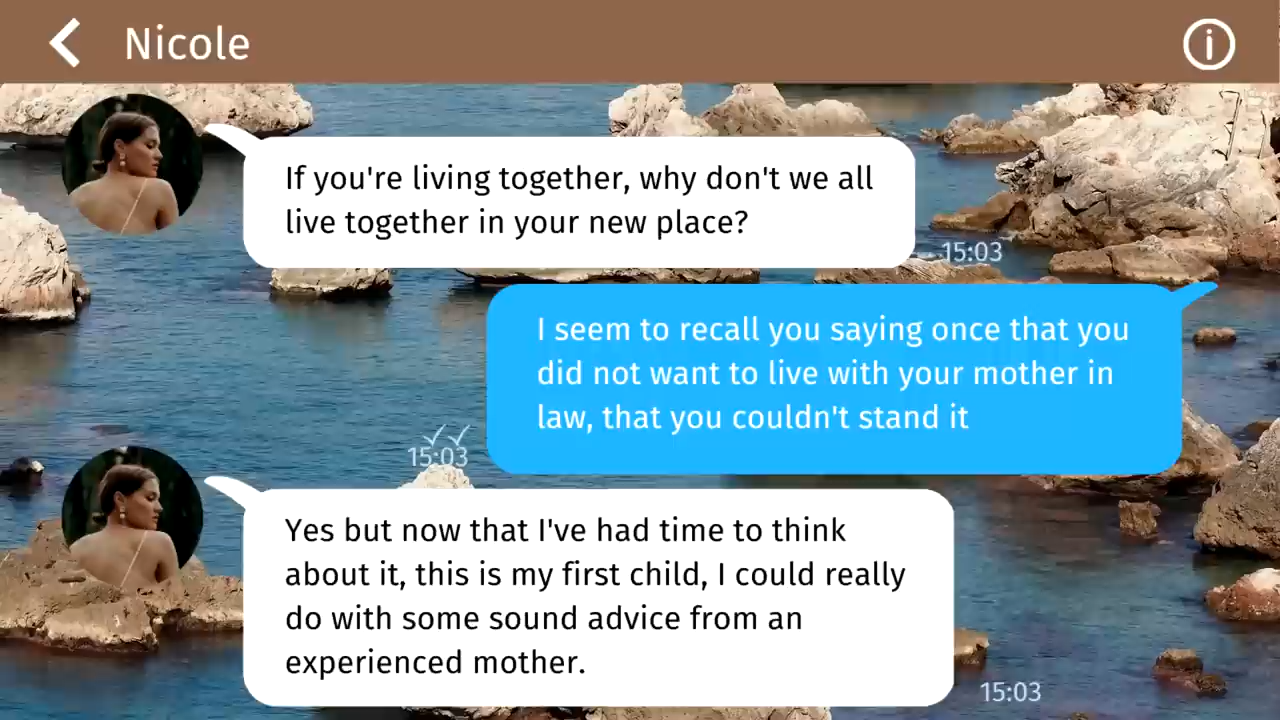 Nicole
If you're living together, why don't we all
live together in your new place?
15:03
I seem to recall you saying once that you
did not want to live with your mother in
law, that you couldn't stand it
15:03
Yes but now that I've had time to think
about it, this is my first child, I could really
do with some sound advice from an
experienced mother.
15:03